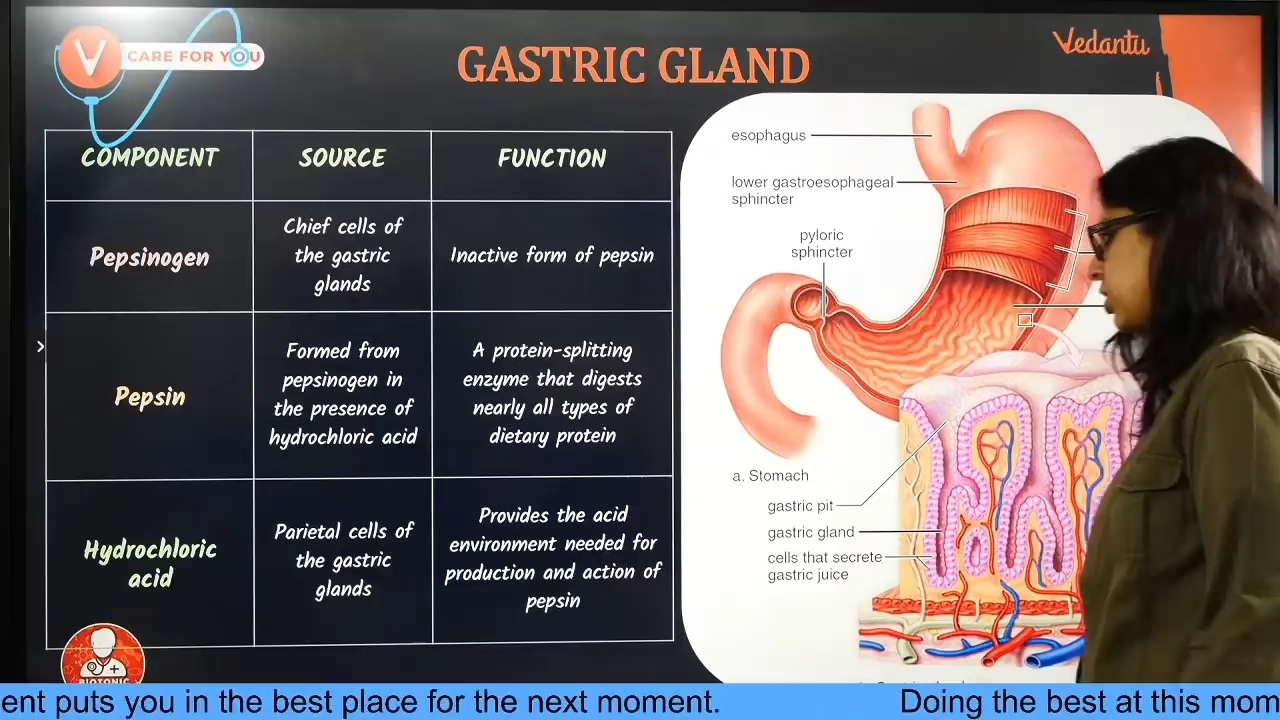 V CARE FOR YOU
GASTRIC GLAND
Vedantu
COMPONENT
SOURCE
FUNCTION
Pepsinogen
Chief cells of
the gastric
glands
Inactive form of pepsin
Pepsin
Formed from
pepsinogen in
the presence of
hydrochloric acid
A protein-splitting
enzyme that digests
nearly all types of
dietary protein
Hydrochloric
acid
Parietal cells of
the gastric
glands
Provides the acid
environment needed for
production and action of
pepsin
esophagus
lower gastroesophageal
sphincter
pyloric
sphincter
a. Stomach
gastric pit
gastric gland
cells that secrete
gastric juice
ent puts you in the best place for the next moment.
Doing the best at this mom